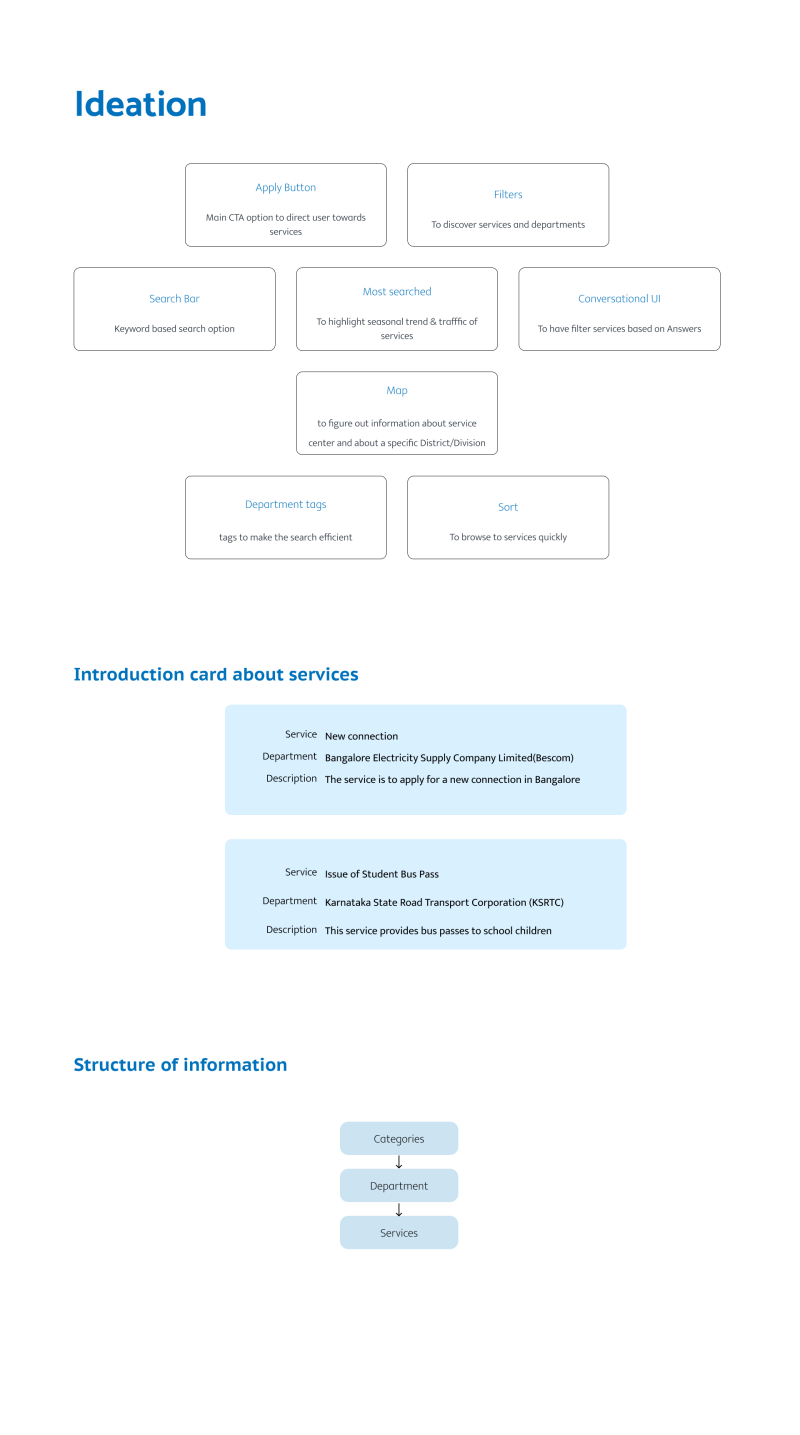 Ideation
Apply Button
Main CTA option to direct user towards
services
Filters
To discover services and departments
Search Bar
Keyword based search option
Most searched
To highlight seasonal trend & trafffic of
services
Conversational UI
To have filter services based on Answers
Map
to figure out information about service
center and about a specific District/Division
Department tags
tags to make the search efficient
Sort
To browse to services quickly
Introduction card about services
Service New connection
Department Bangalore Electricity Supply Company Limited(Bescom)
Description The service is to apply for a new connection in Bangalore
Service Issue of Student Bus Pass
Department Karnataka State Road Transport Corporation (KSRTC)
Description This service provides bus passes to school children
Structure of information
Categories
Department
Services